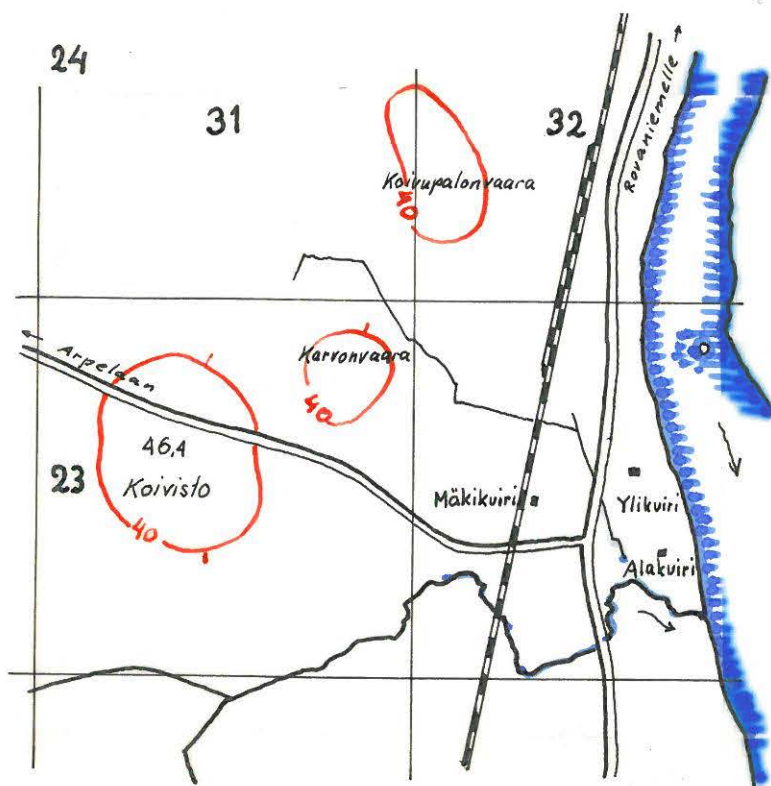 24
31
32
Rovaniemelle
Koivupalonvaara
40
Arpelaan
Karvonvaara
40
46,4
23
Koivisto
Mäkikuiri
Ylikuiri
40
Alakuiri